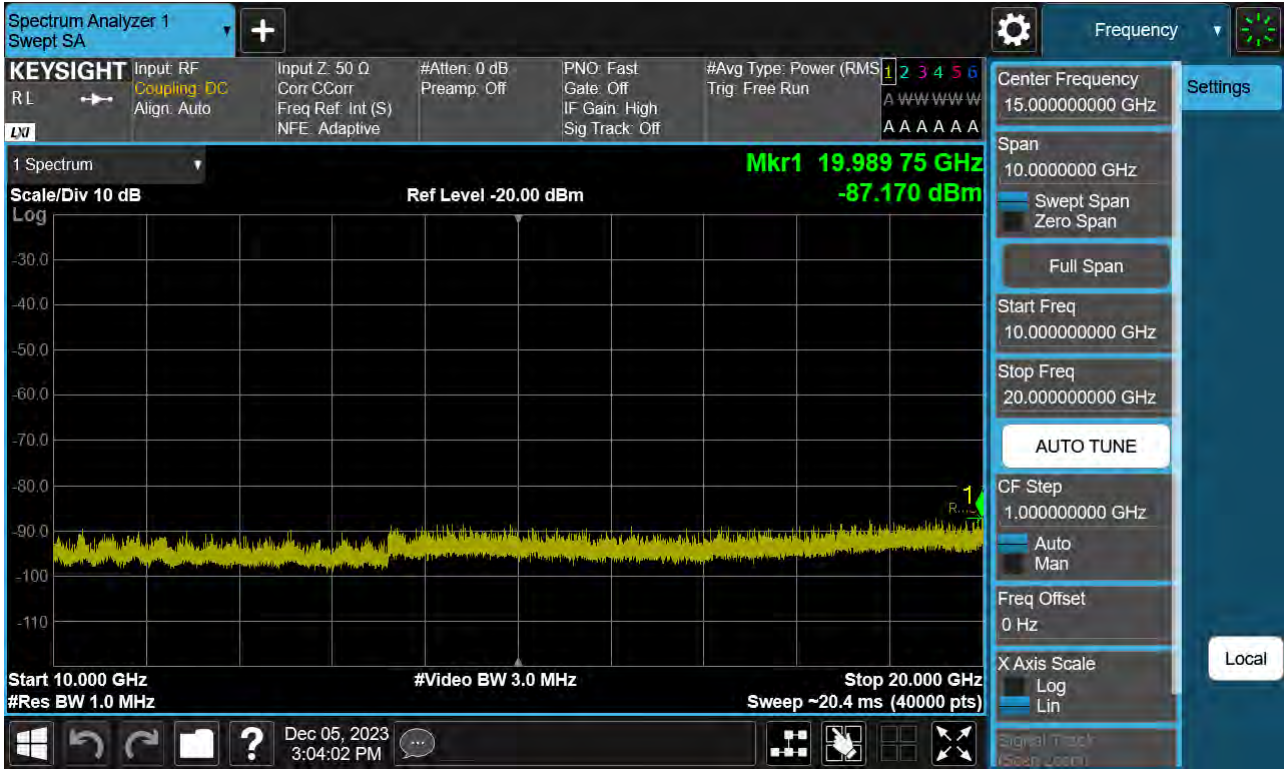 Spectrum Analyzer 1
Swept SA
Frequency
KEYSIGHT
RL
LXI
Input: RF
Coupling: DC
Align: Auto
Input Z: 50 Ω
Corr CCorr
Freq Ref: Int (S)
NFE: Adaptive
#Atten: 0 dB
Preamp: Off
PNO: Fast
Gate: Off
IF Gain: High
Sig Track: Off
#Avg Type: Power (RMS
Trig: Free Run
1 2 3 4 5 6
A W W W W W
A A A A A A
1 Spectrum
Mkr1 19.989 75 GHz
Scale/Div 10 dB
Ref Level -20.00 dBm
-87.170 dBm
Log
-30.0
-40.0
-50.0
-60.0
-70.0
-80.0
-90.0
-100
-110
1
Start 10.000 GHz
#Video BW 3.0 MHz
Stop 20.000 GHz
#Res BW 1.0 MHz
Sweep ~20.4 ms (40000 pts)
Dec 05, 2023
3:04:02 PM
Center Frequency
15.000000000 GHz
Settings
Span
10.0000000 GHz
Swept Span
Zero Span
Full Span
Start Freq
10.000000000 GHz
Stop Freq
20.000000000 GHz
AUTO TUNE
CF Step
1.000000000 GHz
Auto
Man
Freq Offset
0 Hz
X Axis Scale
Log
Lin
Local
Signal Track
(Span Zoom)